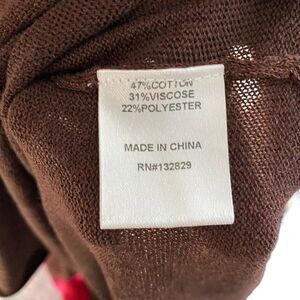 47%COTTON
31%VISCOSE
22%POLYESTER
MADE IN CHINA
RN#132829